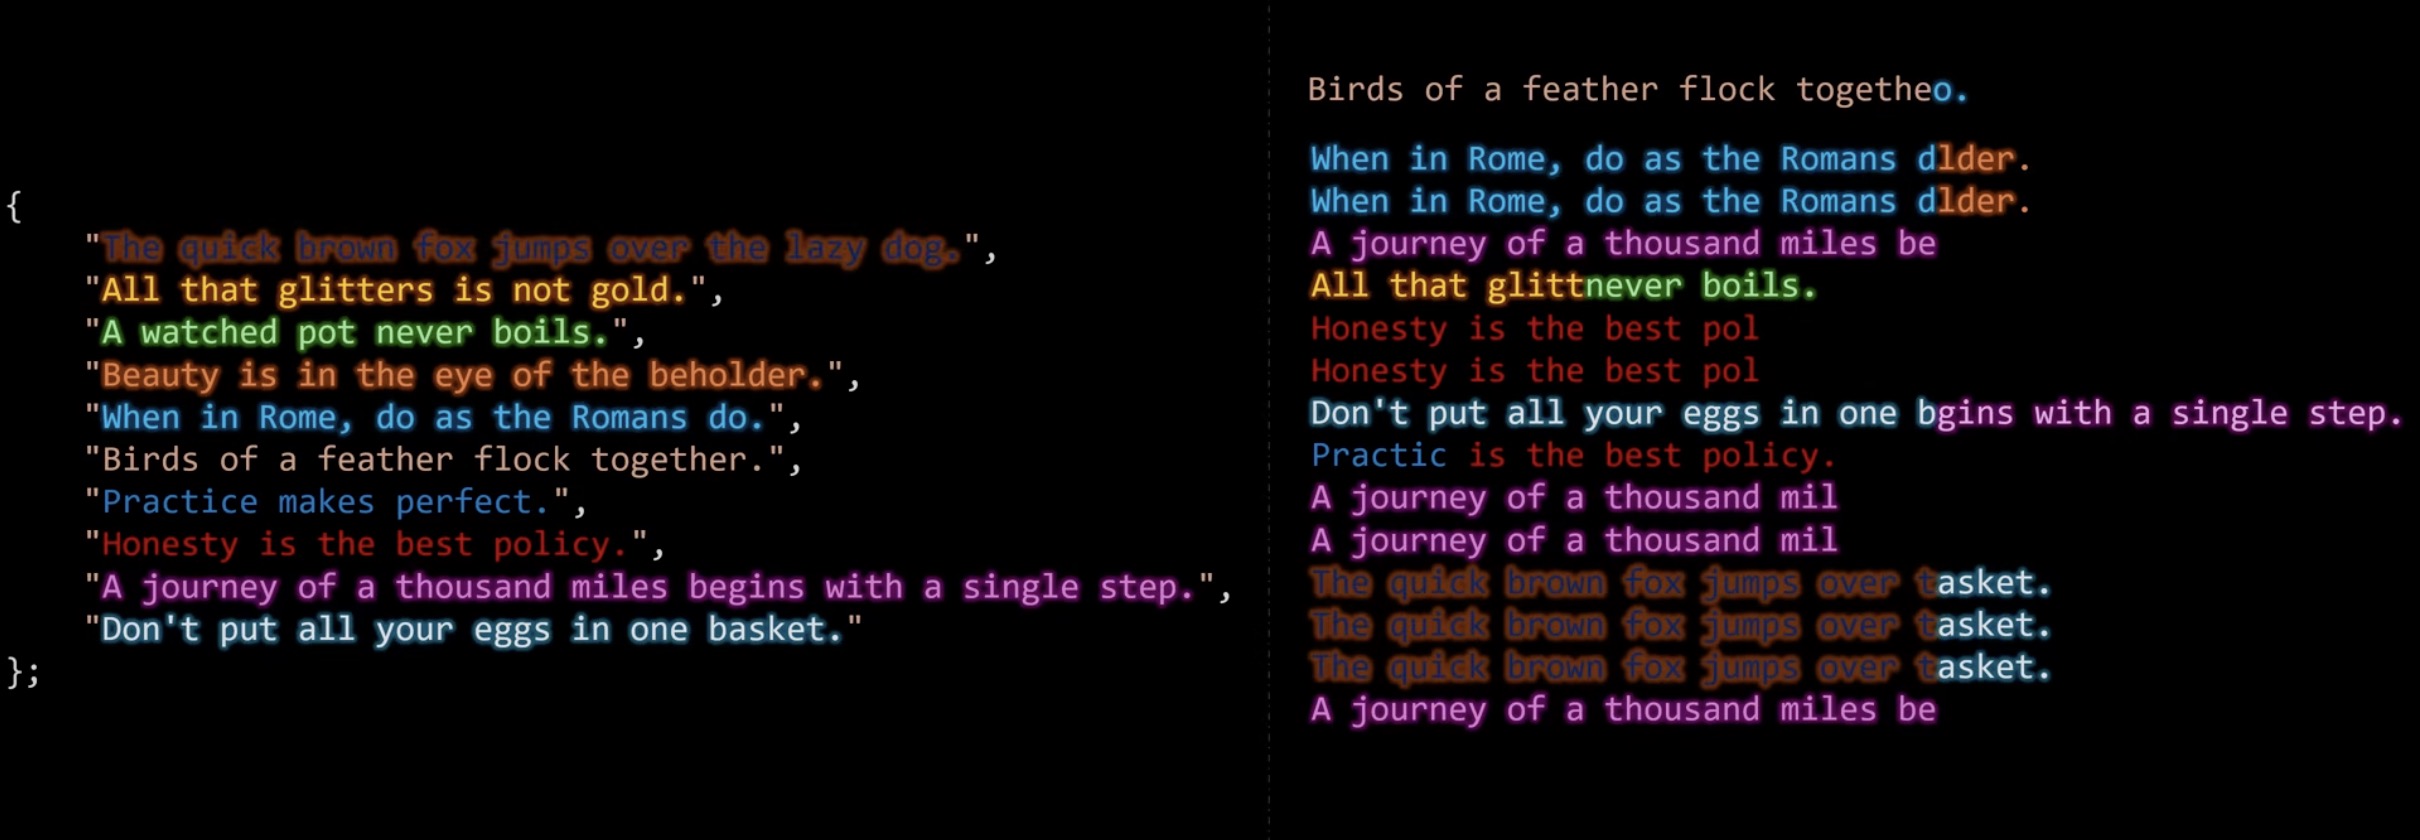 {
"The quick brown fox jumps over the lazy dog.",
"All that glitters is not gold.",
"A watched pot never boils.",
"Beauty is in the eye of the beholder.",
"When in Rome, do as the Romans do.",
"Birds of a feather flock together.",
"Practice makes perfect.",
"Honesty is the best policy.",
"A journey of a thousand miles begins with a single step.",
"Don't put all your eggs in one basket."
};
Birds of a feather flock togetheo.
When in Rome, do as the Romans dlder.
When in Rome, do as the Romans dlder.
A journey of a thousand miles be
All that glittnever boils.
Honesty is the best pol
Honesty is the best pol
Don't put all your eggs in one bgins with a single step.
Practic is the best policy.
A journey of a thousand mil
A journey of a thousand mil
The quick brown fox jumps over tasket.
The quick brown fox jumps over tasket.
The quick brown fox jumps over tasket.
A journey of a thousand miles be